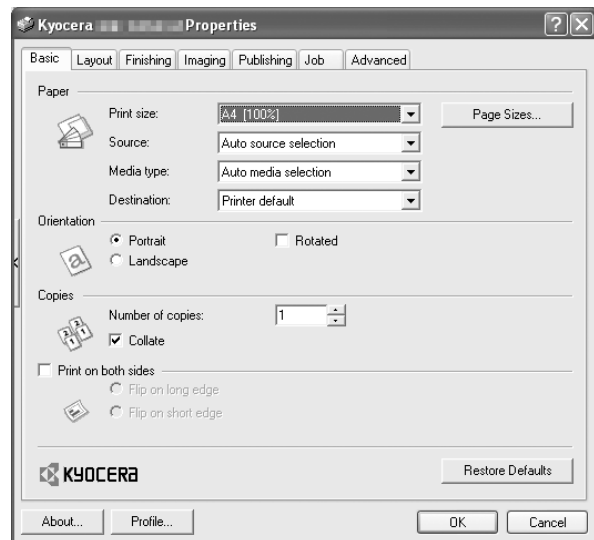 Kyocera Properties
Basic Layout Finishing Imaging Publishing Job Advanced
Paper
Print size: A4 [100%] Page Sizes...
Source: Auto source selection
Media type: Auto media selection
Destination: Printer default
Orientation
Portrait Rotated
Landscape
Copies
Number of copies: 1
Collate
Print on both sides
Flip on long edge
Flip on short edge
KYOCERA Restore Defaults
About... Profile... OK Cancel